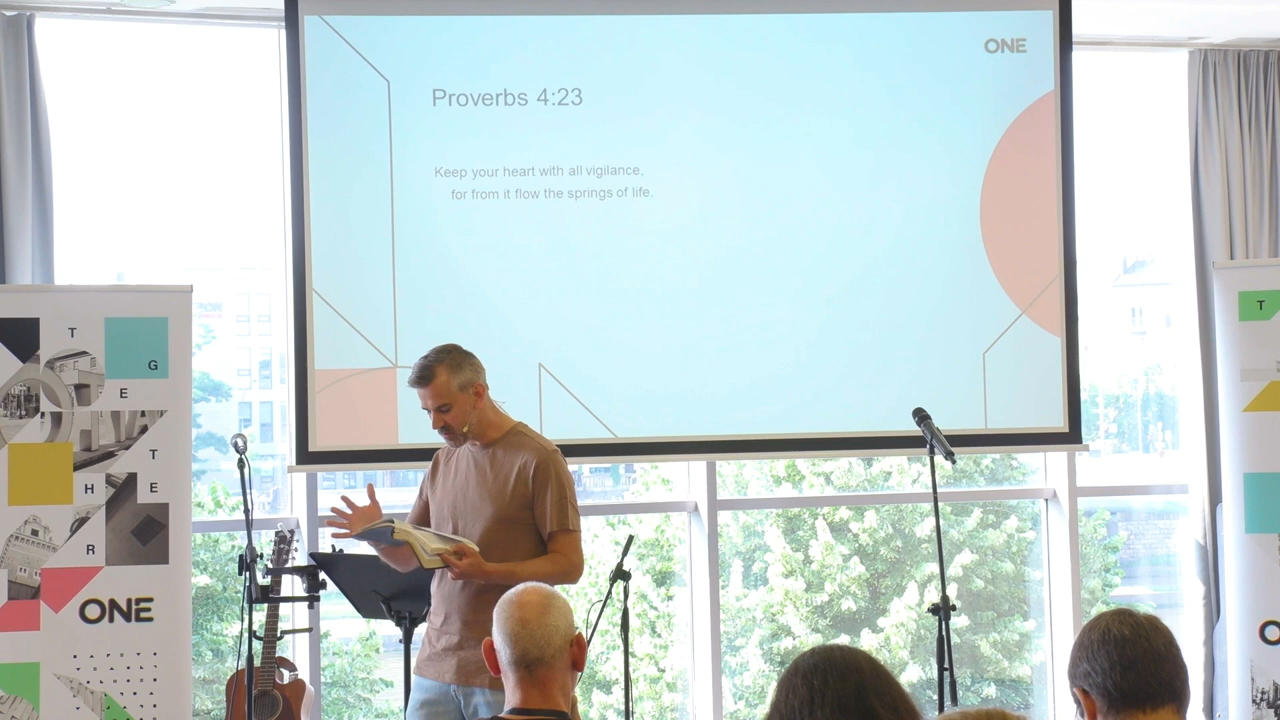 ONE
Proverbs 4:23
Keep your heart with all vigilance,
for from it flow the springs of life.
T
G
E
T
H
E
R
ONE
T